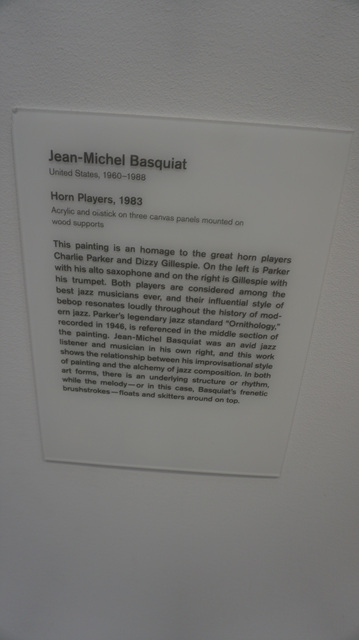 Jean-Michel Basquiat
United States, 1960–1988
Horn Players, 1983
Acrylic and oilstick on three canvas panels mounted on
wood supports
This painting is an homage to the great horn players
Charlie Parker and Dizzy Gillespie. On the left is Parker
with his alto saxophone and on the right is Gillespie with
his trumpet. Both players are considered among the
best jazz musicians ever, and their influential style of
bebop resonates loudly throughout the history of mod-
ern jazz. Parker's legendary jazz standard "Ornithology,"
recorded in 1946, is referenced in the middle section of
the painting. Jean-Michel Basquiat was an avid jazz
listener and musician in his own right, and this work
shows the relationship between his improvisational style
of painting and the alchemy of jazz composition. In both
art forms, there is an underlying structure or rhythm,
while the melody—or in this case, Basquiat's frenetic
brushstrokes—floats and skitters around on top.